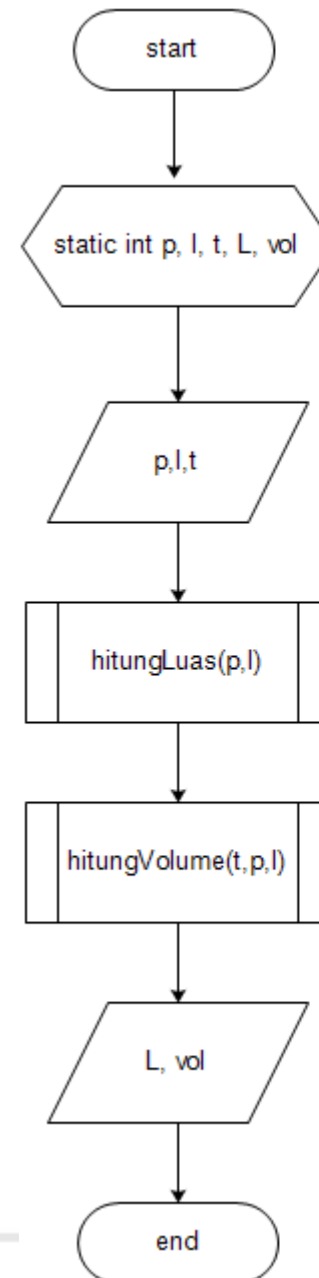 start
static int p, l, t, L, vol
p,l,t
hitungLuas(p,l)
hitungVolume(t,p,l)
L, vol
end